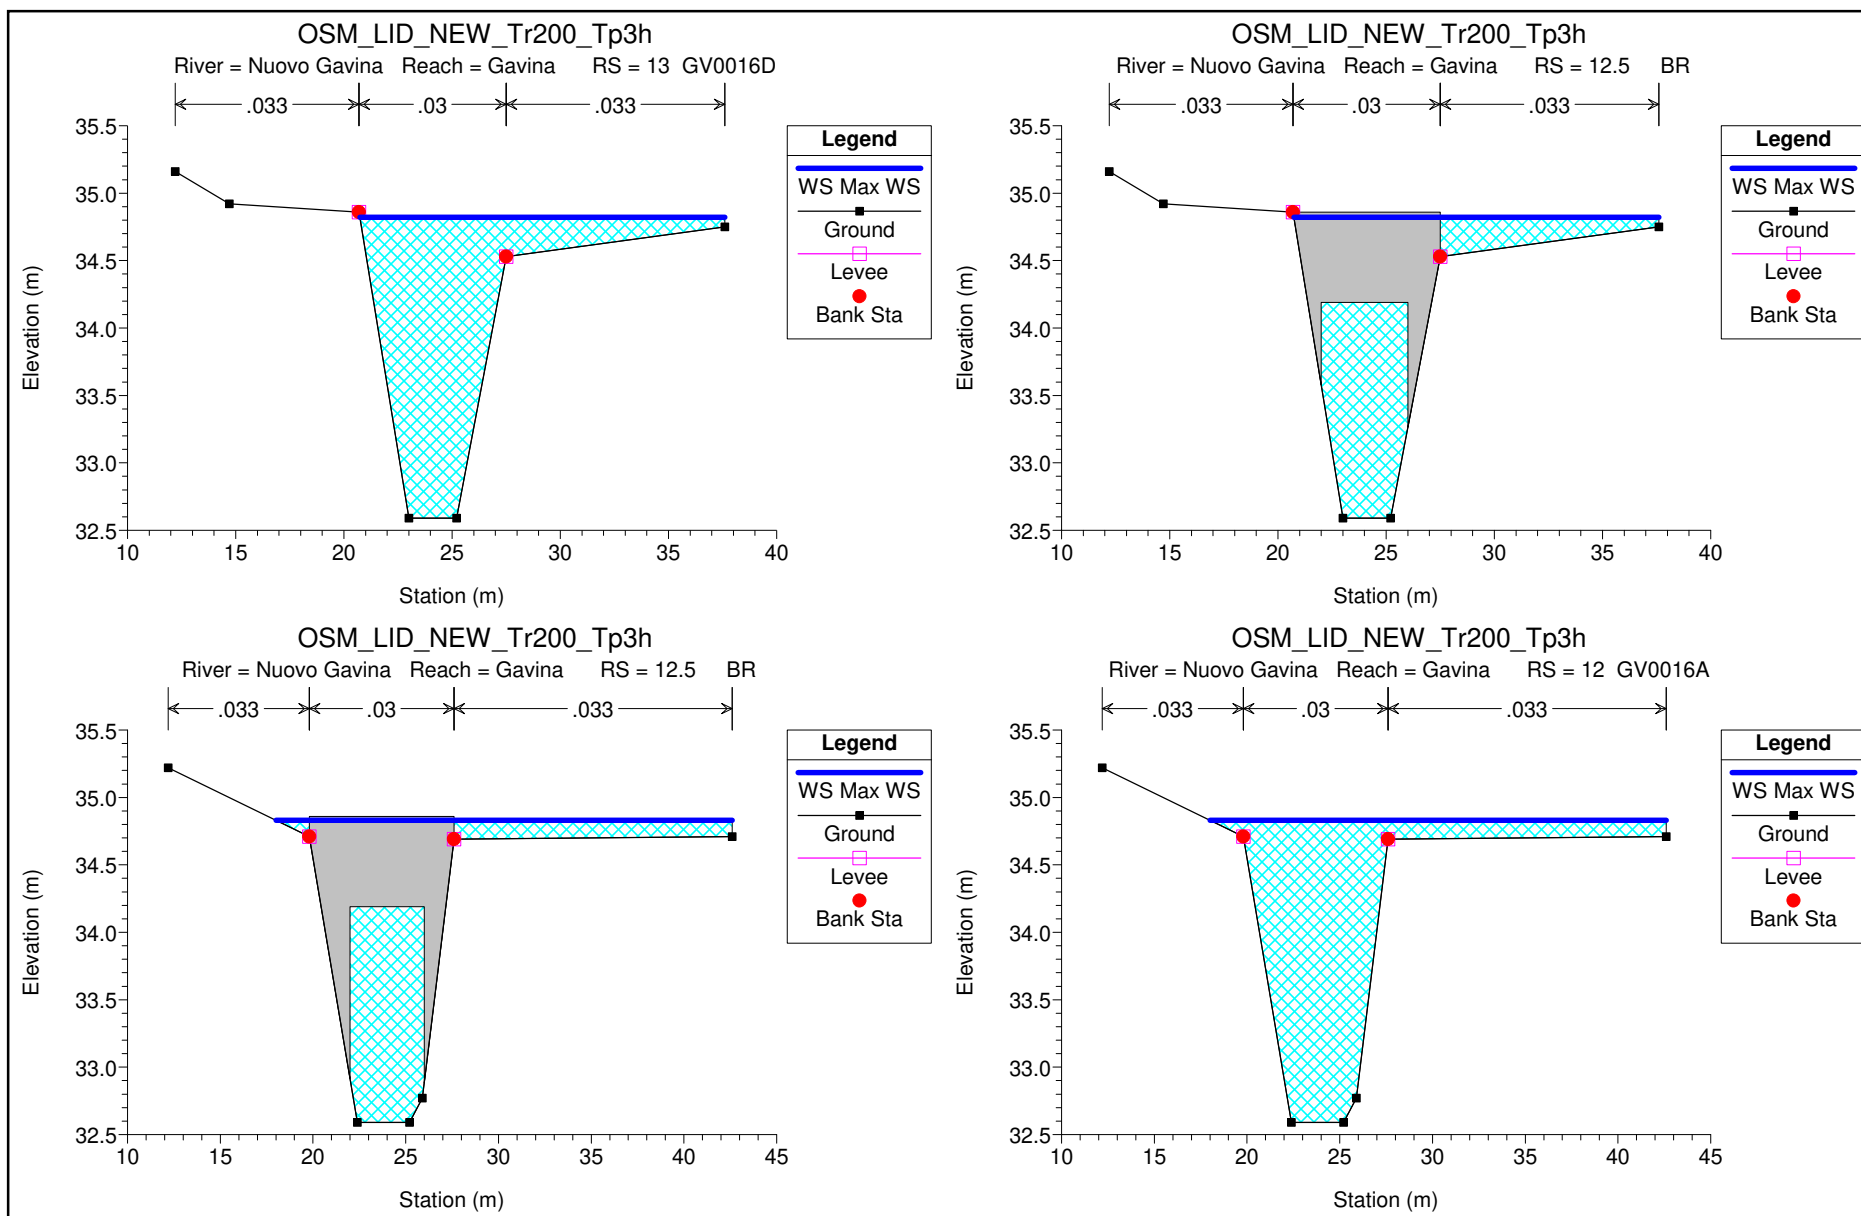 OSM_LID_NEW_Tr200_Tp3h
River = Nuovo Gavina Reach = Gavina RS = 13 GV0016D
.033 .03 .033
35.5
35.0
34.5
34.0
33.5
33.0
32.5
Elevation (m)
10 15 20 25 30 35 40
Station (m)
Legend
WS Max WS
Ground
Levee
Bank Sta
OSM_LID_NEW_Tr200_Tp3h
River = Nuovo Gavina Reach = Gavina RS = 12.5 BR
.033 .03 .033
35.5
35.0
34.5
34.0
33.5
33.0
32.5
Elevation (m)
10 15 20 25 30 35 40
Station (m)
Legend
WS Max WS
Ground
Levee
Bank Sta
OSM_LID_NEW_Tr200_Tp3h
River = Nuovo Gavina Reach = Gavina RS = 12.5 BR
.033 .03 .033
35.5
35.0
34.5
34.0
33.5
33.0
32.5
Elevation (m)
10 15 20 25 30 35 40 45
Station (m)
Legend
WS Max WS
Ground
Levee
Bank Sta
OSM_LID_NEW_Tr200_Tp3h
River = Nuovo Gavina Reach = Gavina RS = 12 GV0016A
.033 .03 .033
35.5
35.0
34.5
34.0
33.5
33.0
32.5
Elevation (m)
10 15 20 25 30 35 40 45
Station (m)
Legend
WS Max WS
Ground
Levee
Bank Sta